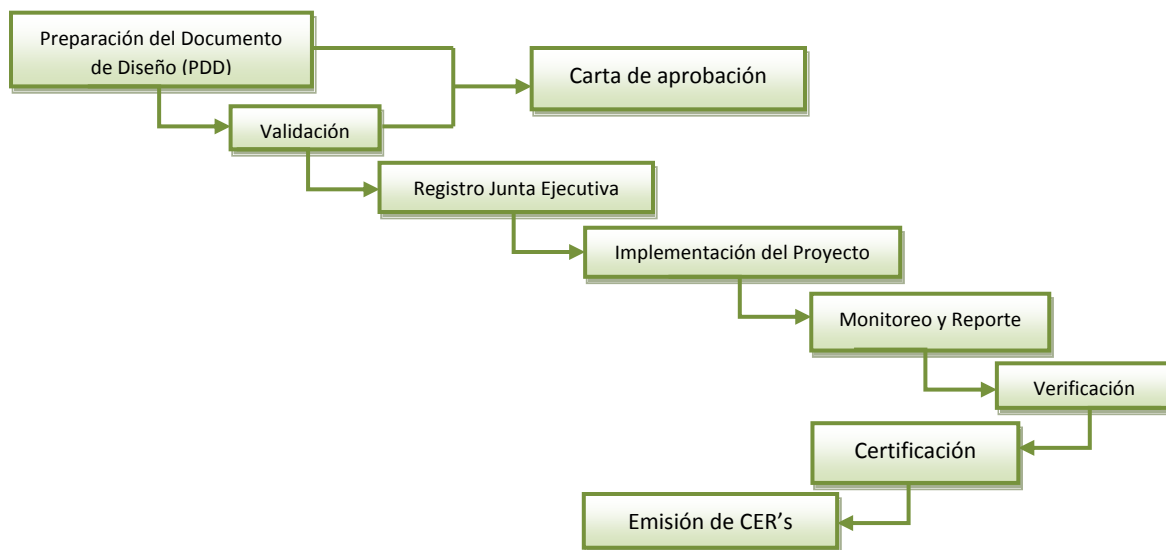 Preparación del Documento
de Diseño (PDD)
Carta de aprobación
Validación
Registro Junta Ejecutiva
Implementación del Proyecto
Monitoreo y Reporte
Verificación
Certificación
Emisión de CER’s